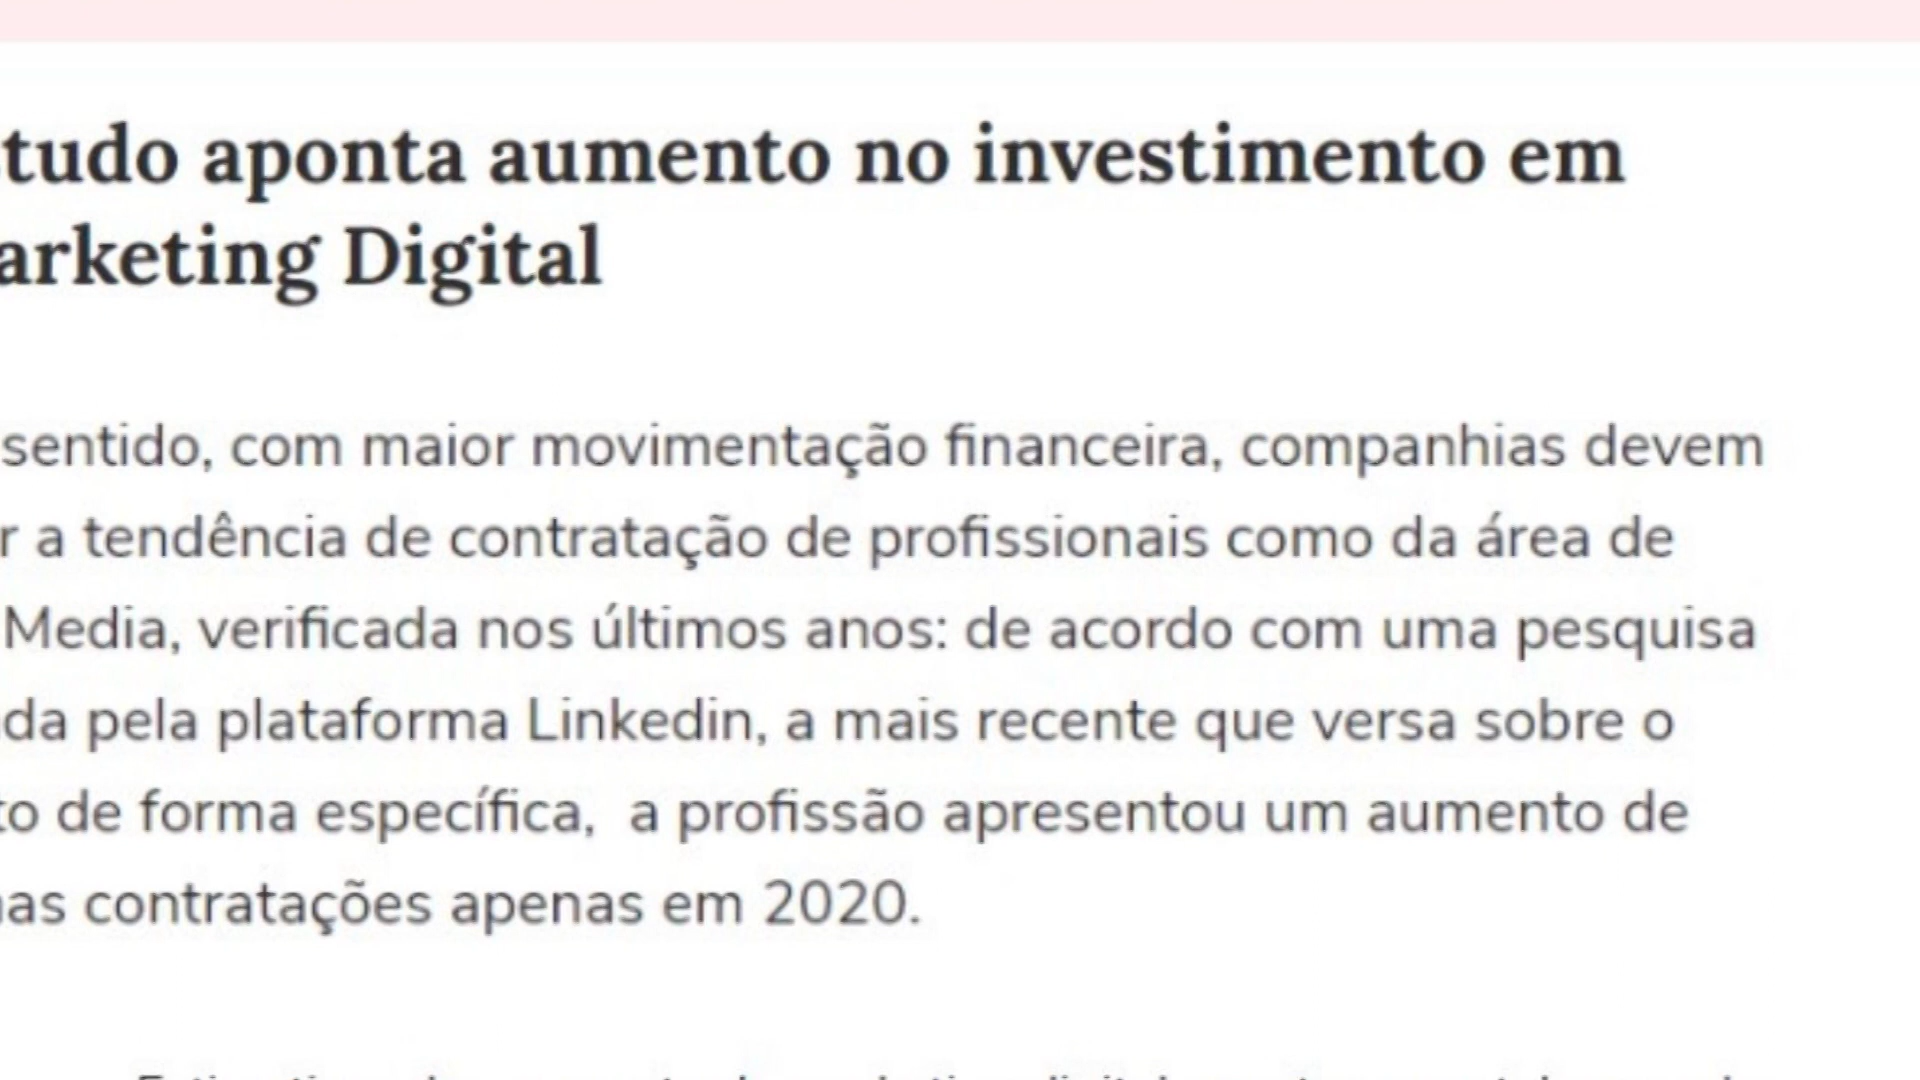 tudo aponta aumento no investimento em
arketing Digital
sentido, com maior movimentação financeira, companhias devem
r a tendência de contratação de profissionais como da área de
Media, verificada nos últimos anos: de acordo com uma pesquisa
da pela plataforma Linkedin, a mais recente que versa sobre o
to de forma específica, a profissão apresentou um aumento de
nas contratações apenas em 2020.